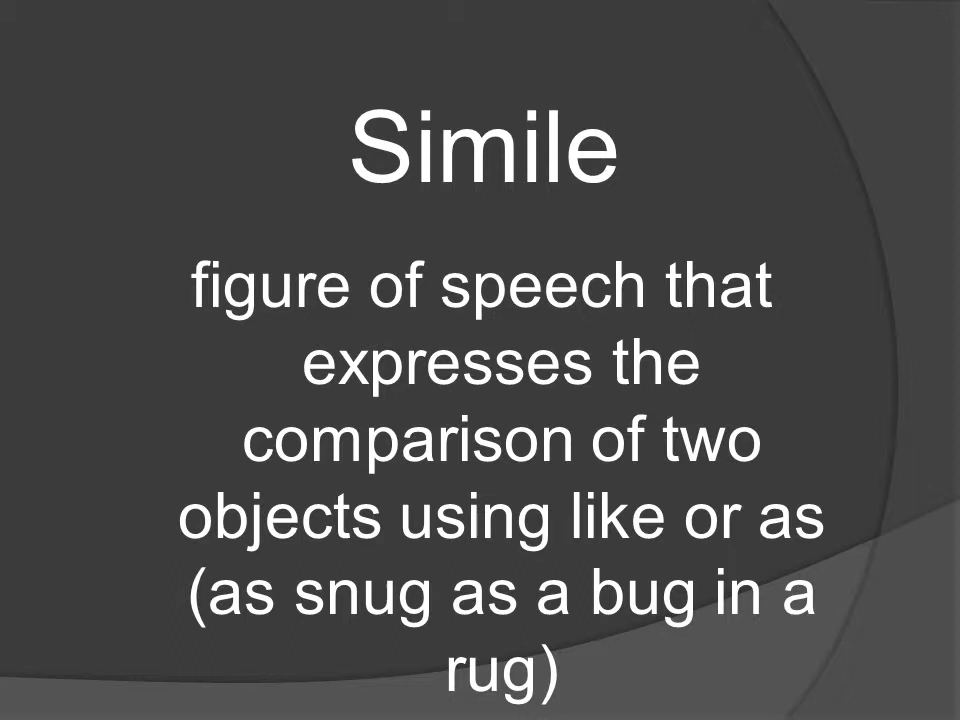 Simile
figure of speech that
expresses the
comparison of two
objects using like or as
(as snug as a bug in a
rug)